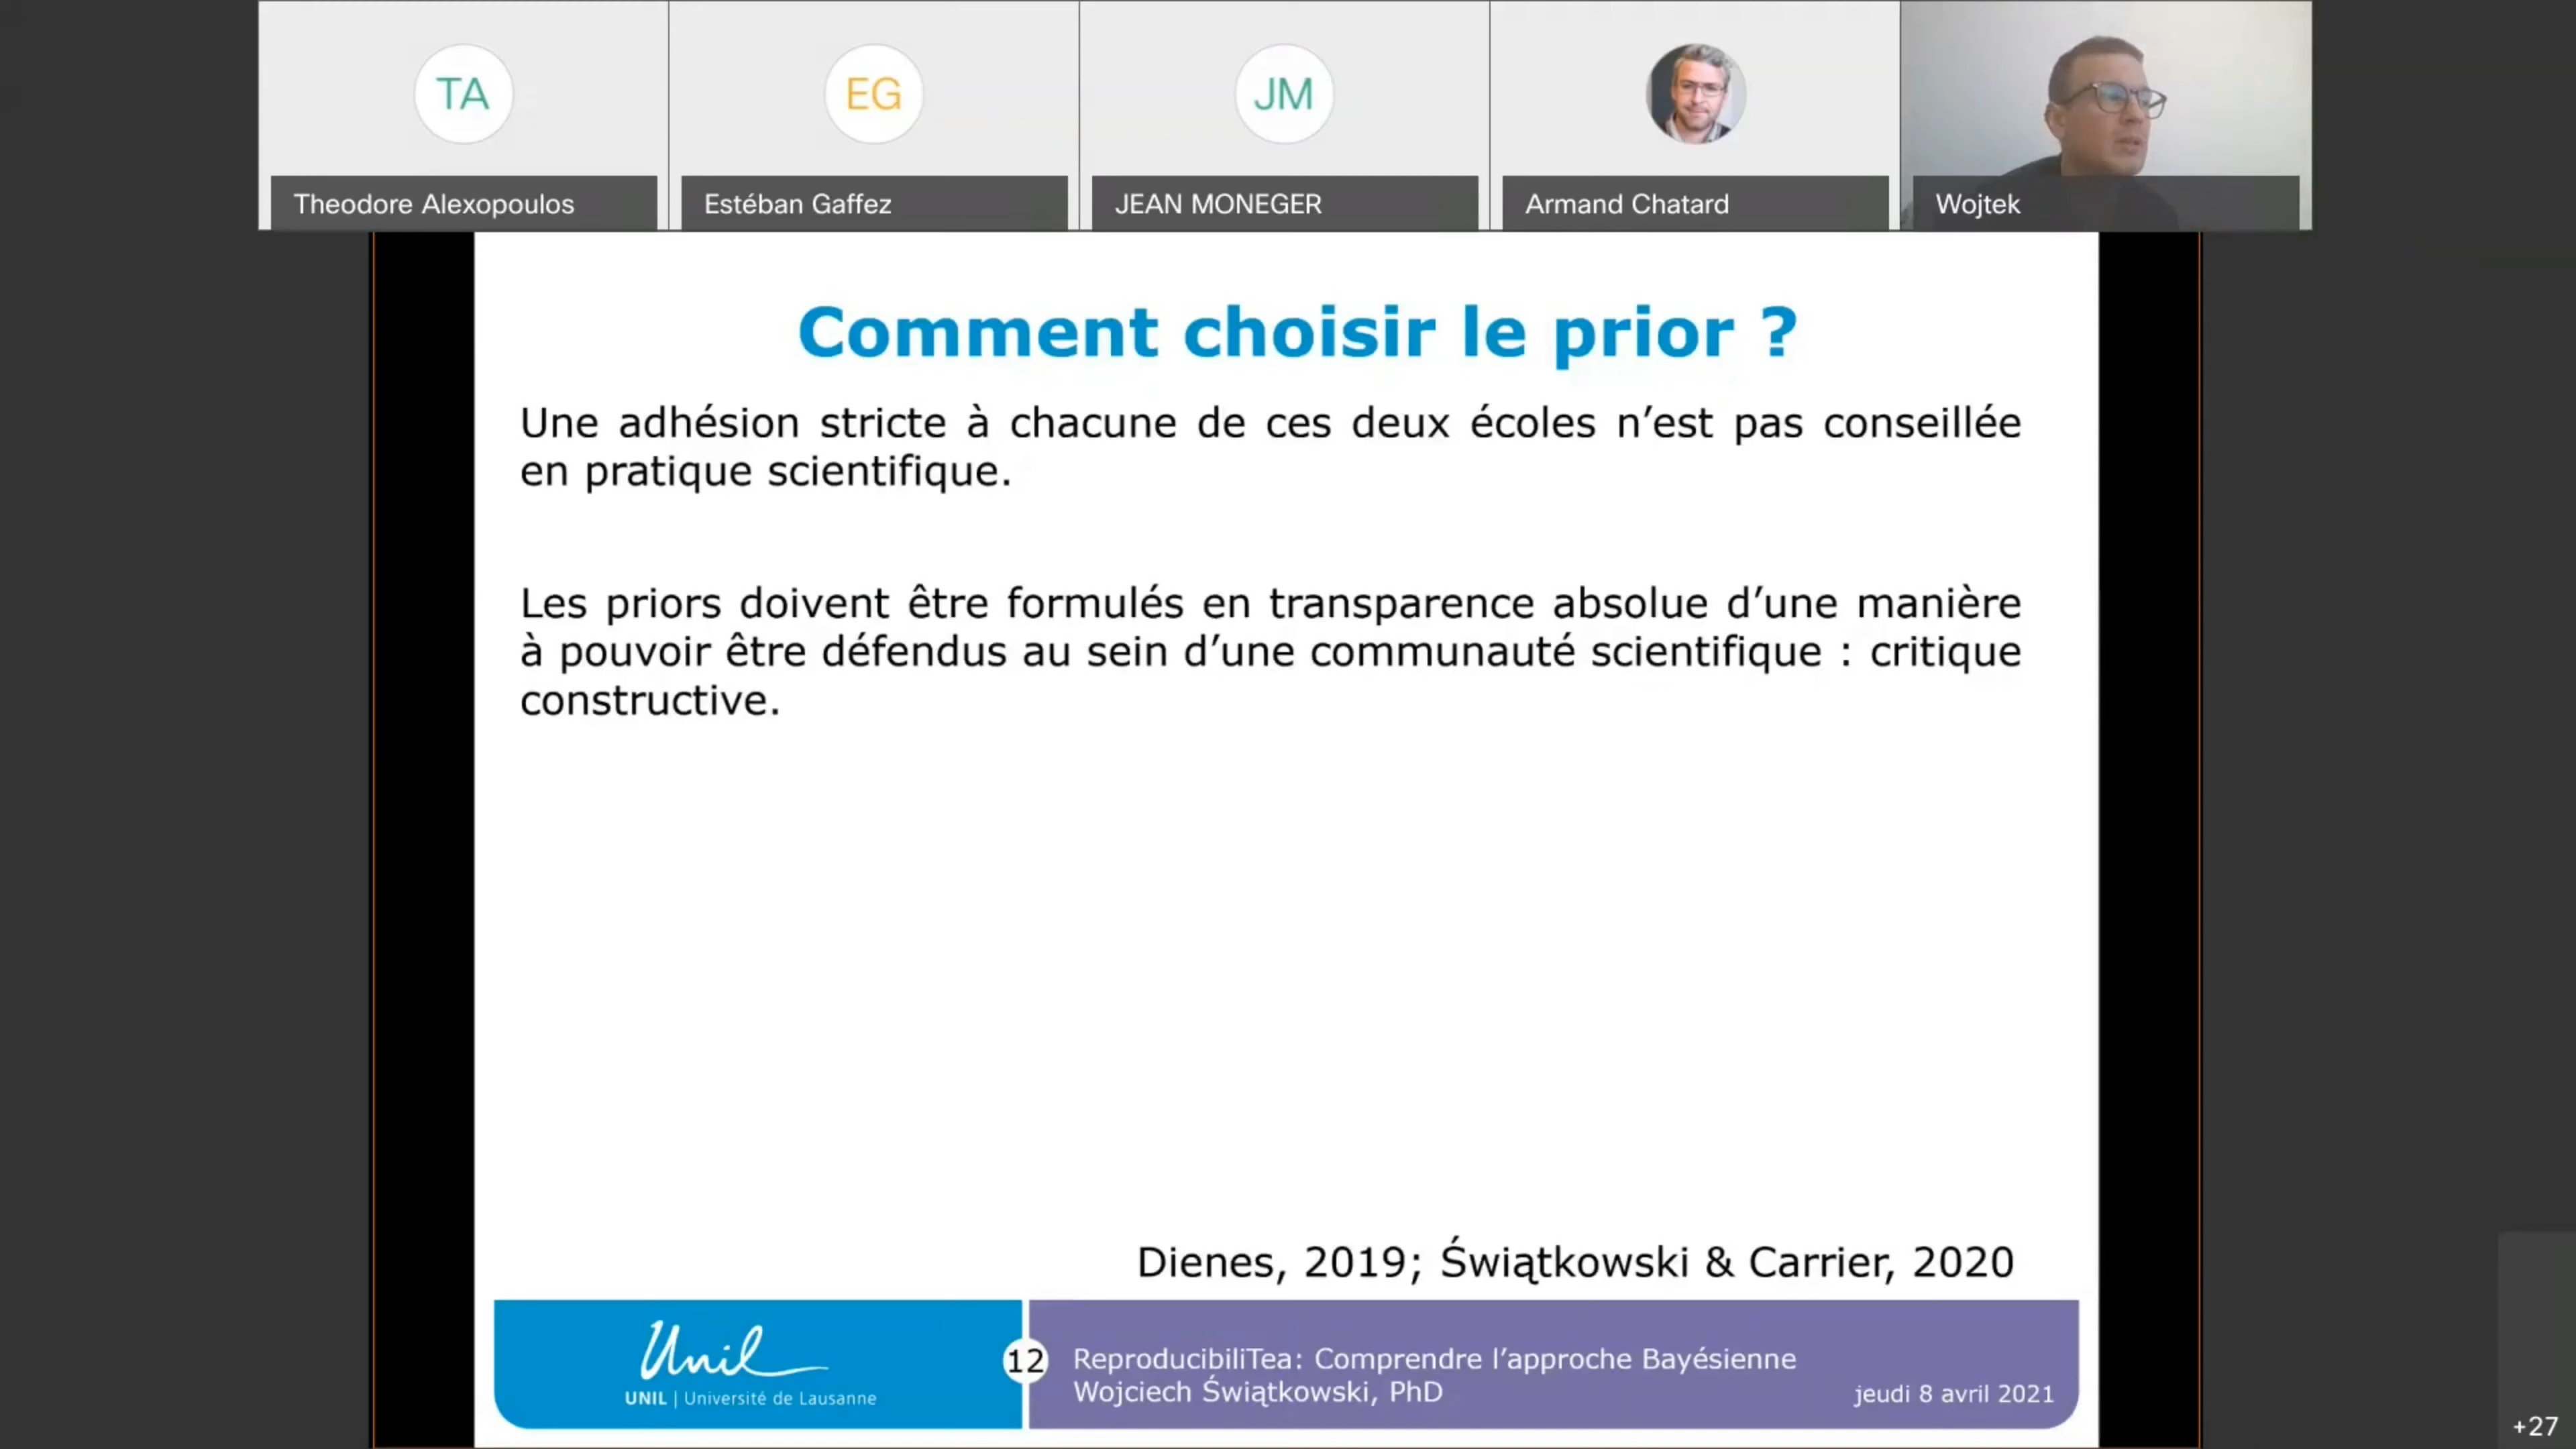 TA
EG
JM
Theodore Alexopoulos
Estéban Gaffez
JEAN MONEGER
Armand Chatard
Wojtek
Comment choisir le prior ?
Une adhésion stricte à chacune de ces deux écoles n’est pas conseillée
en pratique scientifique.
Les priors doivent être formulés en transparence absolue d’une manière
à pouvoir être défendus au sein d’une communauté scientifique : critique
constructive.
Dienes, 2019; Świątkowski & Carrier, 2020
Unil
UNIL | Université de Lausanne
12
ReproducibiliTea: Comprendre l’approche Bayésienne
Wojciech Świątkowski, PhD
jeudi 8 avril 2021
+27